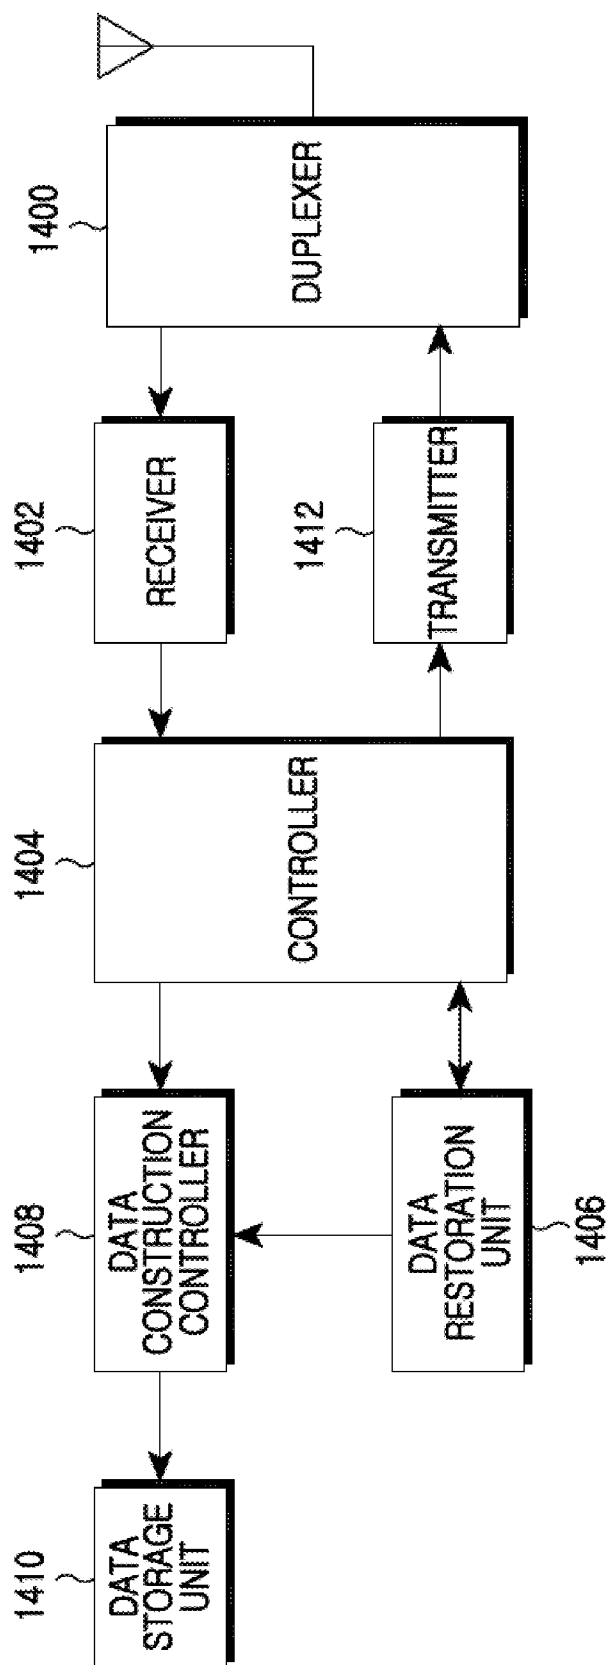 1410
DATA
STORAGE
UNIT
1408
DATA
CONSTRUCTION
CONTROLLER
1404
CONTROLLER
1402
RECEIVER
1400
DUPLEXER
1412
TRANSMITTER
DATA
RESTORATION
UNIT
1406